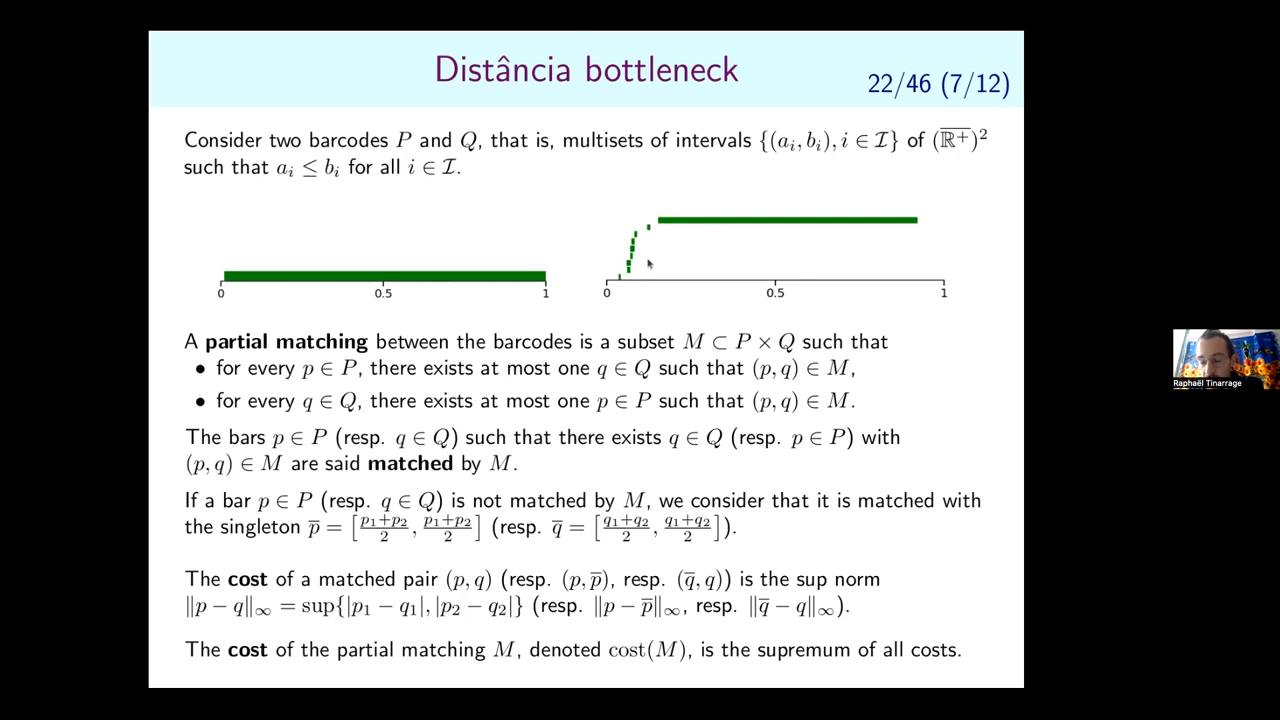 Distância bottleneck
22/46 (7/12)
Consider two barcodes P and Q, that is, multisets of intervals {(aᵢ, bᵢ), i ∈ ℐ} of (ℝ̅⁺)²
such that aᵢ ≤ bᵢ for all i ∈ ℐ.
0 0.5 1 0 0.5 1
A partial matching between the barcodes is a subset M ⊂ P × Q such that
• for every p ∈ P, there exists at most one q ∈ Q such that (p, q) ∈ M,
• for every q ∈ Q, there exists at most one p ∈ P such that (p, q) ∈ M.
The bars p ∈ P (resp. q ∈ Q) such that there exists q ∈ Q (resp. p ∈ P) with
(p, q) ∈ M are said matched by M.
If a bar p ∈ P (resp. q ∈ Q) is not matched by M, we consider that it is matched with
the singleton p̅ = [(p₁+p₂)/2, (p₁+p₂)/2] (resp. q̅ = [(q₁+q₂)/2, (q₁+q₂)/2]).
The cost of a matched pair (p, q) (resp. (p, p̅), resp. (q̅, q)) is the sup norm
‖p − q‖∞ = sup{|p₁ − q₁|, |p₂ − q₂|} (resp. ‖p − p̅‖∞, resp. ‖q̅ − q‖∞).
The cost of the partial matching M, denoted cost(M), is the supremum of all costs.
Raphaël Tinarrage